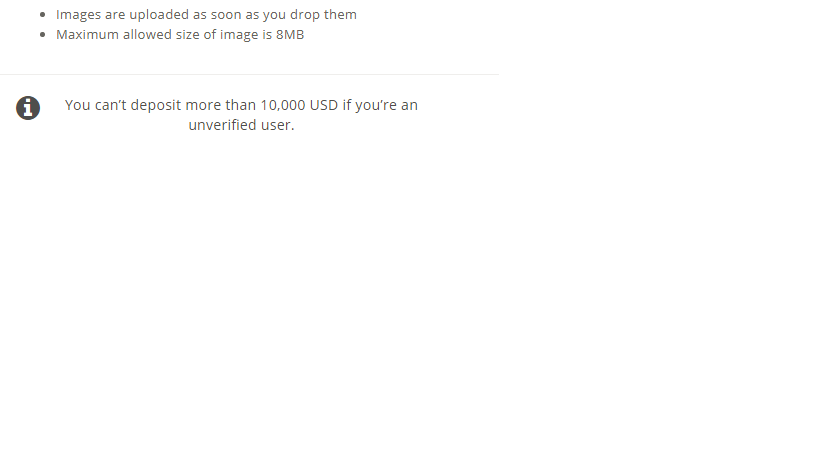 Images are uploaded as soon as you drop them
Maximum allowed size of image is 8MB
You can’t deposit more than 10,000 USD if you’re an
unverified user.